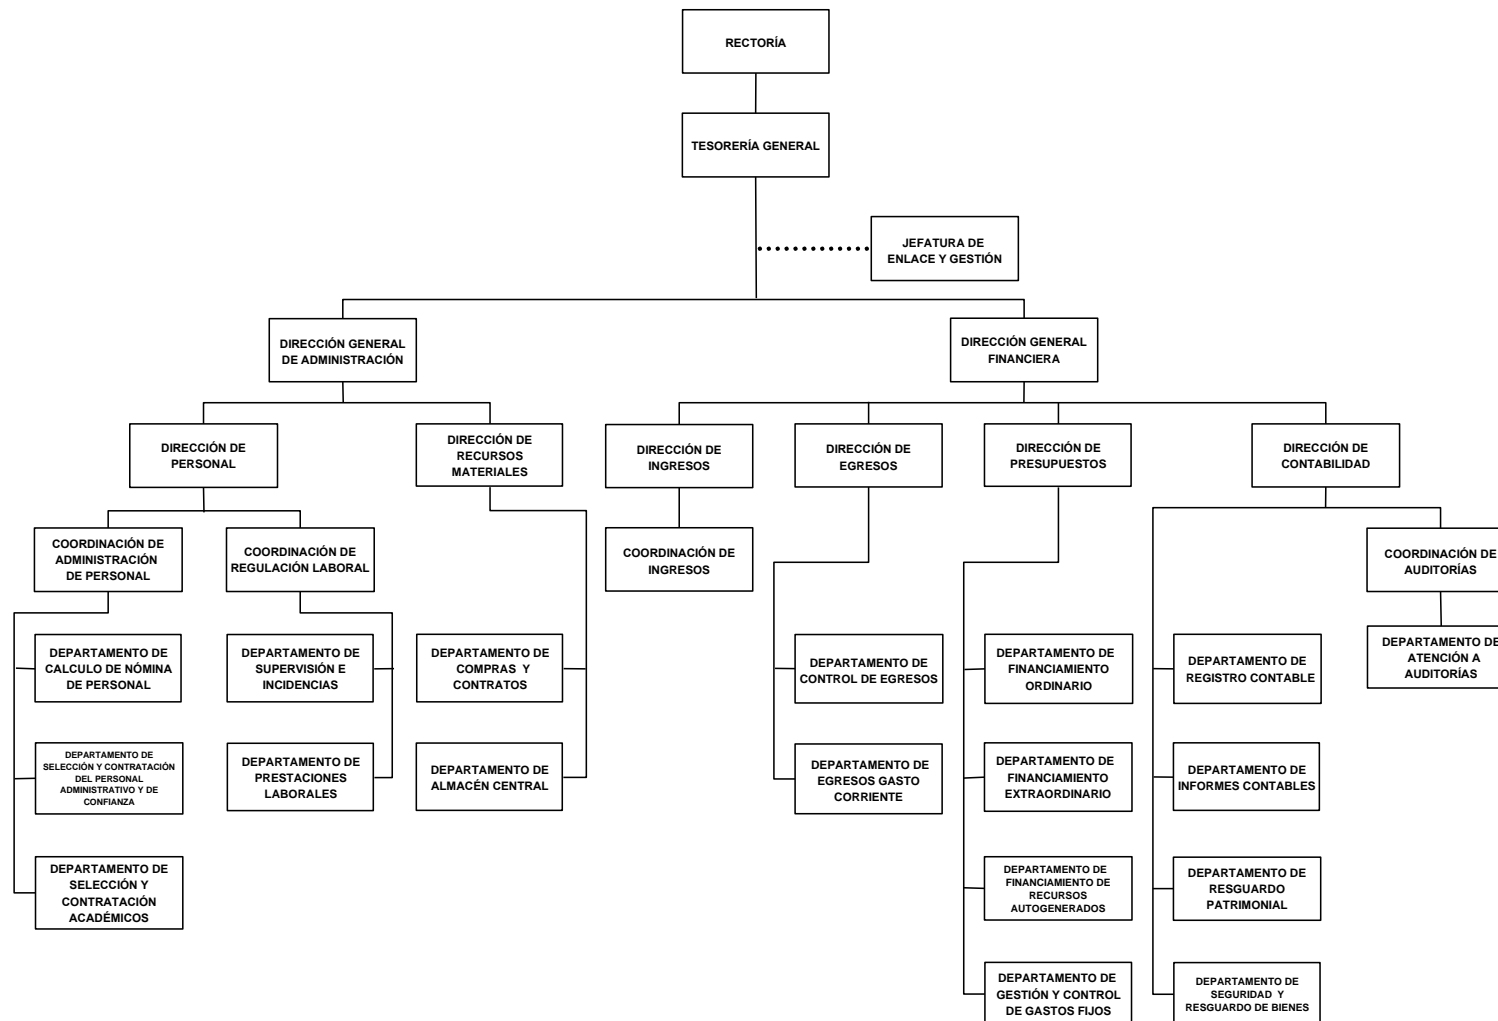 RECTORÍA
TESORERÍA GENERAL
JEFATURA DE
ENLACE Y GESTIÓN
DIRECCIÓN GENERAL
DE ADMINISTRACIÓN
DIRECCIÓN GENERAL
FINANCIERA
DIRECCIÓN DE
PERSONAL
DIRECCIÓN DE
RECURSOS
MATERIALES
DIRECCIÓN DE
INGRESOS
DIRECCIÓN DE
EGRESOS
DIRECCIÓN DE
PRESUPUESTOS
DIRECCIÓN DE
CONTABILIDAD
COORDINACIÓN DE
ADMINISTRACIÓN
DE PERSONAL
COORDINACIÓN DE
REGULACIÓN LABORAL
COORDINACIÓN DE
INGRESOS
COORDINACIÓN DE
AUDITORÍAS
DEPARTAMENTO DE
CALCULO DE NÓMINA
DE PERSONAL
DEPARTAMENTO DE
SUPERVISIÓN E
INCIDENCIAS
DEPARTAMENTO DE
COMPRAS Y
CONTRATOS
DEPARTAMENTO DE
CONTROL DE EGRESOS
DEPARTAMENTO DE
FINANCIAMIENTO
ORDINARIO
DEPARTAMENTO DE
REGISTRO CONTABLE
DEPARTAMENTO DE
ATENCIÓN A
AUDITORÍAS
DEPARTAMENTO DE
SELECCIÓN Y CONTRATACIÓN
DEL PERSONAL
ADMINISTRATIVO Y DE
CONFIANZA
DEPARTAMENTO DE
PRESTACIONES
LABORALES
DEPARTAMENTO DE
ALMACÉN CENTRAL
DEPARTAMENTO DE
EGRESOS GASTO
CORRIENTE
DEPARTAMENTO DE
FINANCIAMIENTO
EXTRAORDINARIO
DEPARTAMENTO DE
INFORMES CONTABLES
DEPARTAMENTO DE
SELECCIÓN Y
CONTRATACIÓN
ACADÉMICOS
DEPARTAMENTO DE
FINANCIAMIENTO DE
RECURSOS
AUTOGENERADOS
DEPARTAMENTO DE
RESGUARDO
PATRIMONIAL
DEPARTAMENTO DE
GESTIÓN Y CONTROL
DE GASTOS FIJOS
DEPARTAMENTO DE
SEGURIDAD Y
RESGUARDO DE BIENES